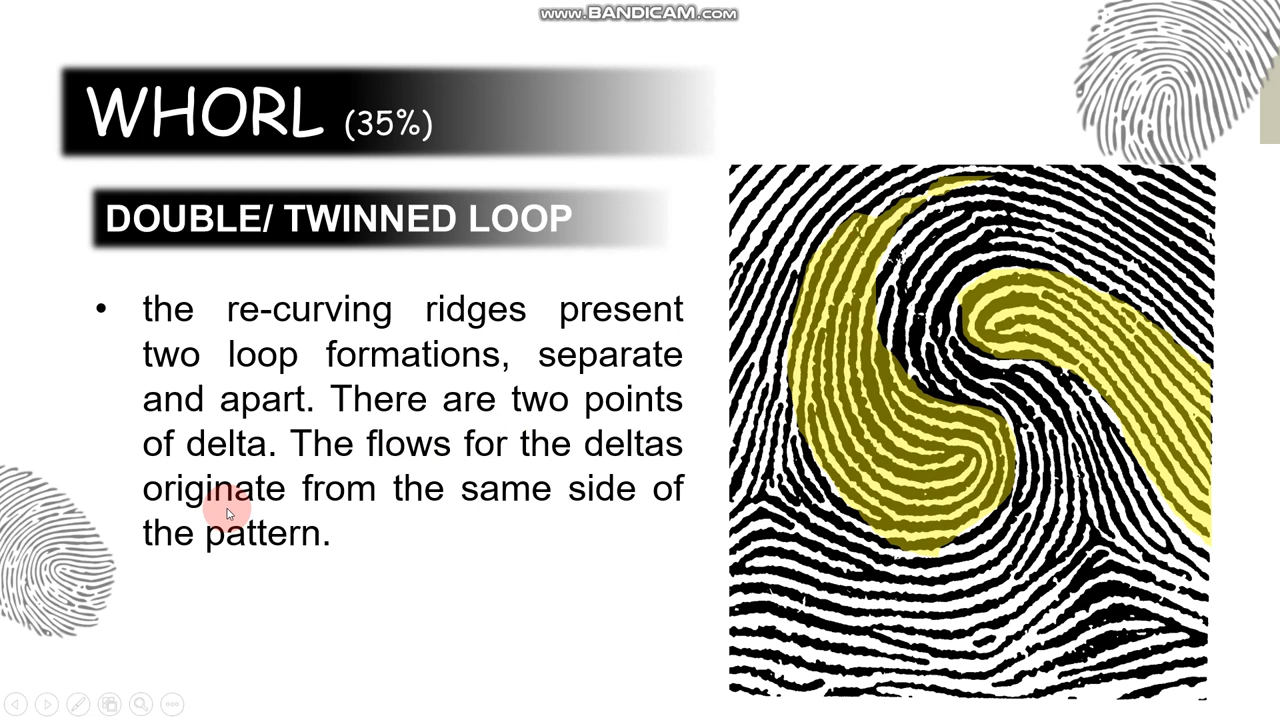 www.BANDICAM.com
WHORL (35%)
DOUBLE/ TWINNED LOOP
• the re-curving ridges present
two loop formations, separate
and apart. There are two points
of delta. The flows for the deltas
originate from the same side of
the pattern.